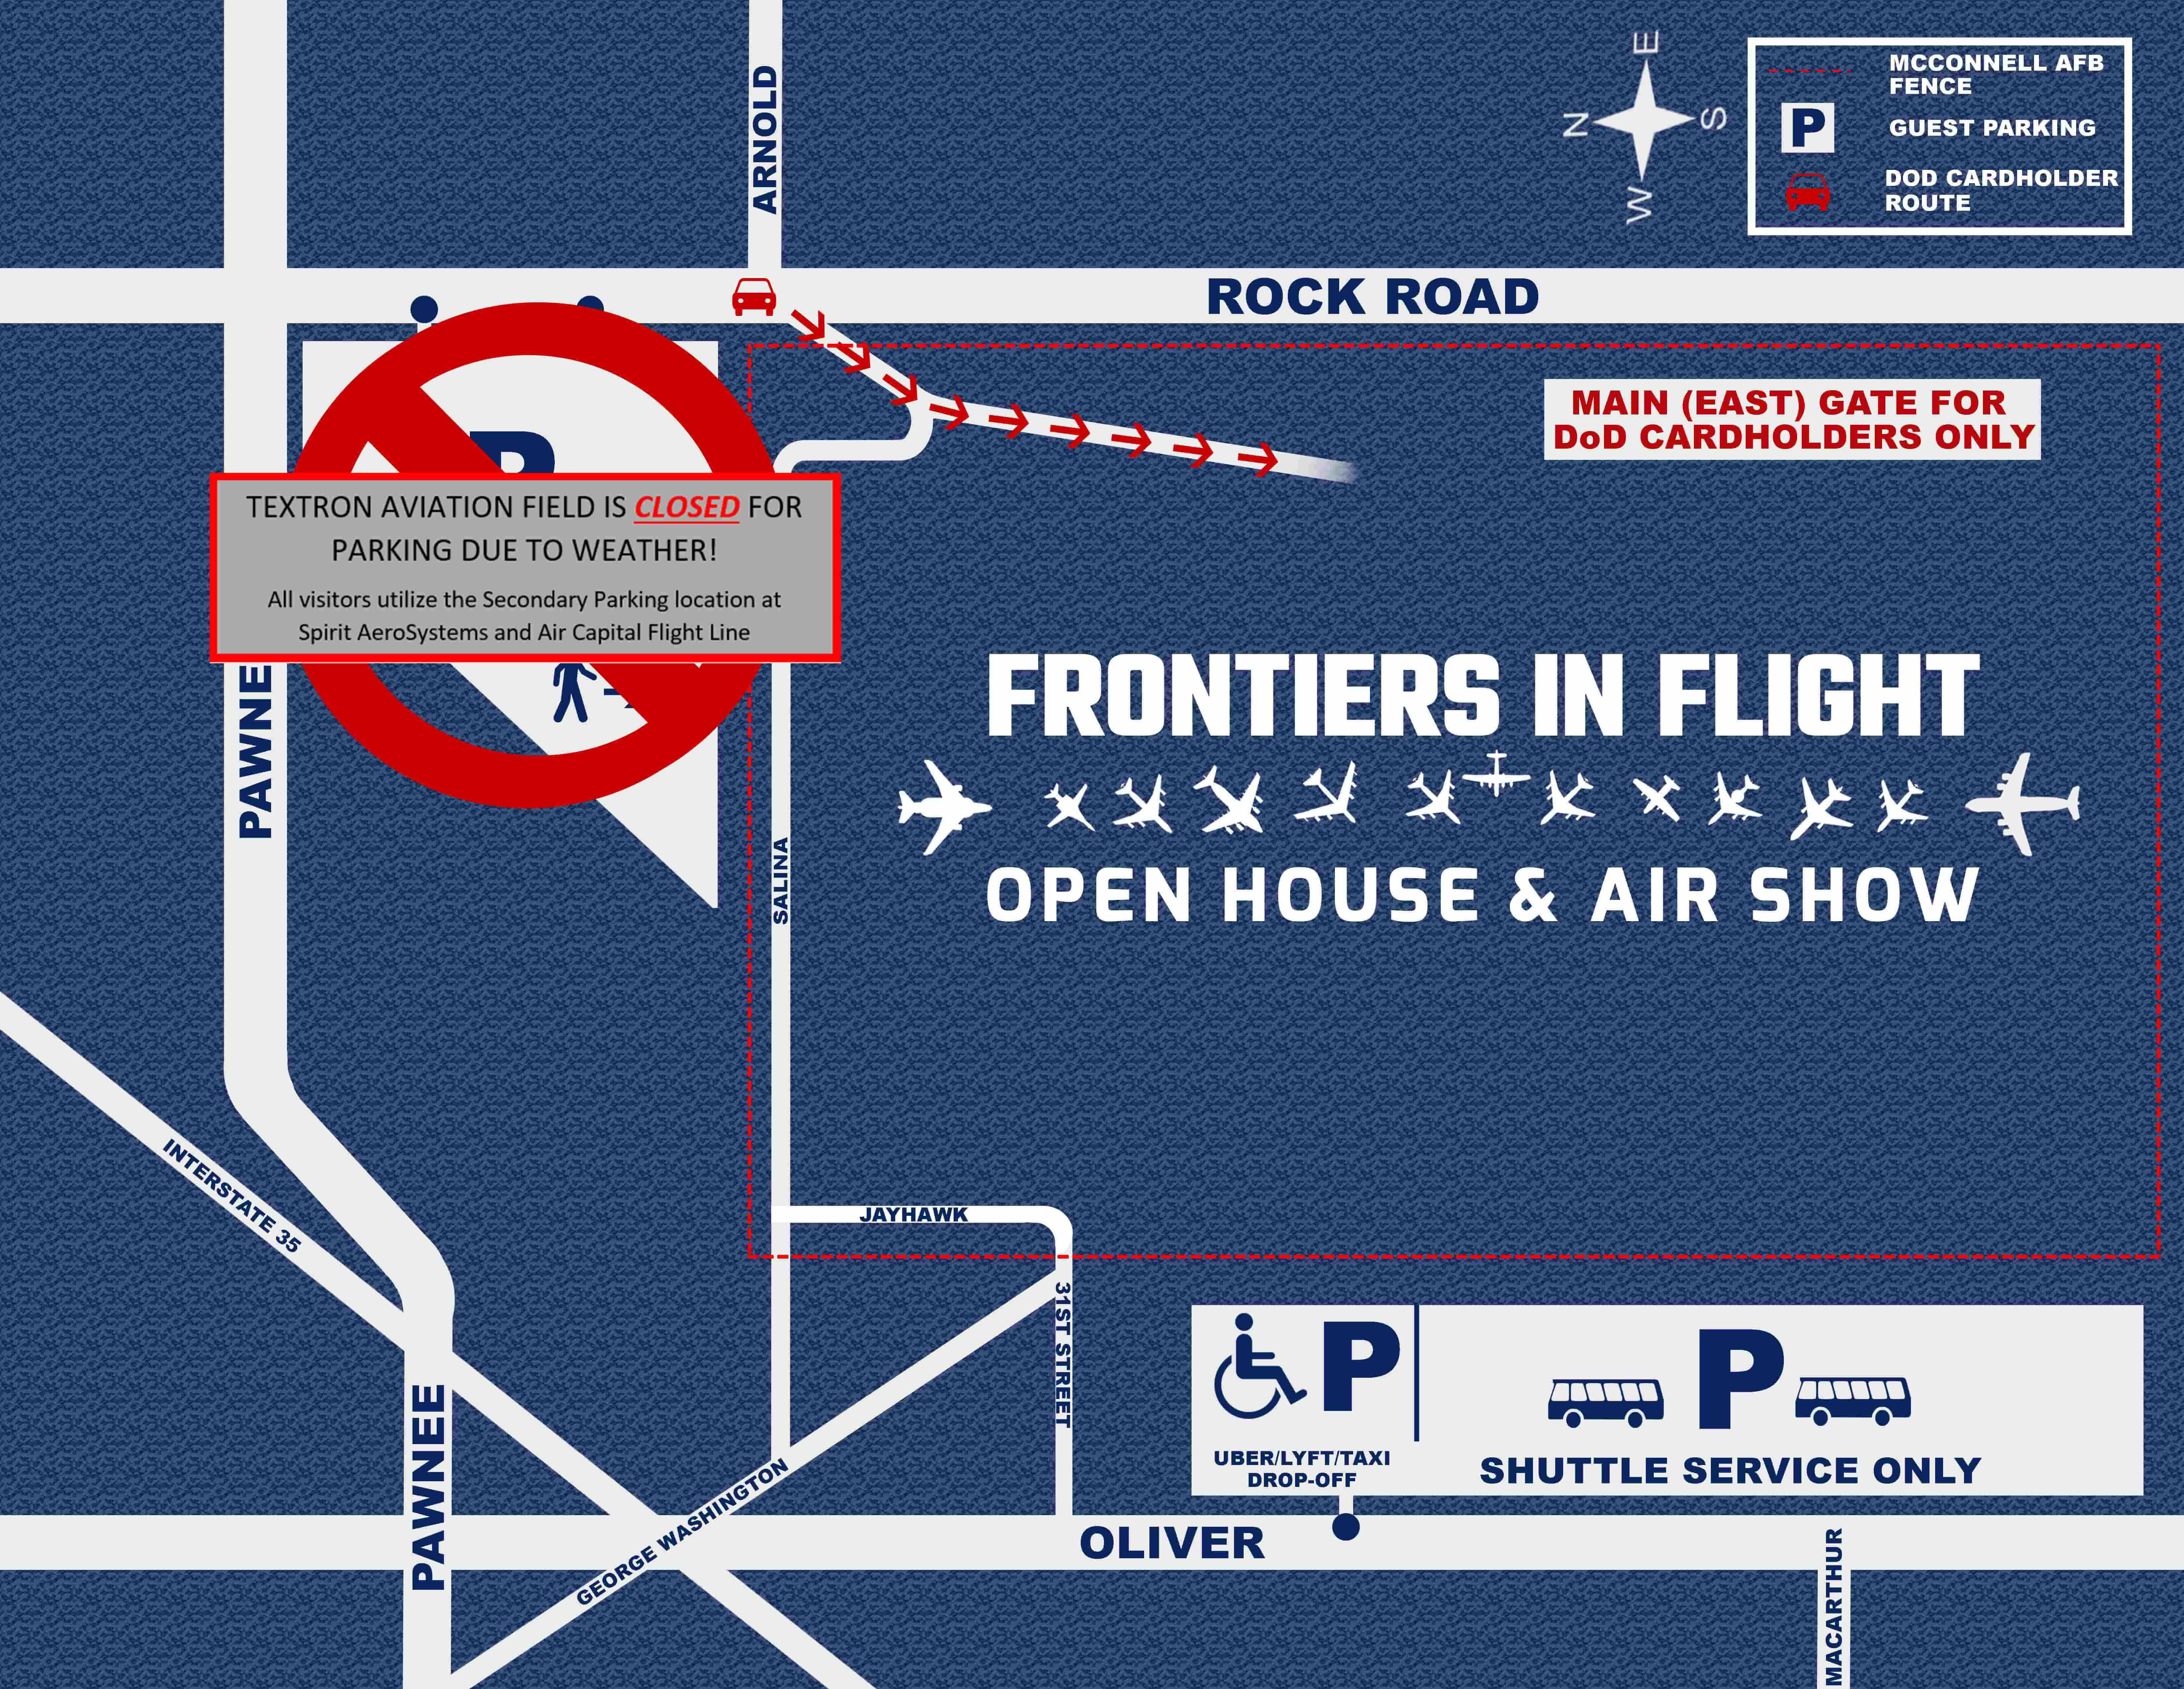 E
N
S
W
MCCONNELL AFB
FENCE
P
GUEST PARKING
DOD CARDHOLDER
ROUTE
ARNOLD
ROCK ROAD
MAIN (EAST) GATE FOR
DoD CARDHOLDERS ONLY
P
TEXTRON AVIATION FIELD IS CLOSED FOR
PARKING DUE TO WEATHER!
All visitors utilize the Secondary Parking location at
Spirit AeroSystems and Air Capital Flight Line
PAWNE
FRONTIERS IN FLIGHT
OPEN HOUSE & AIR SHOW
SALINA
INTERSTATE 35
JAYHAWK
31ST STREET
PAWNEE
GEORGE WASHINGTON
P
UBER/LYFT/TAXI
DROP-OFF
P
SHUTTLE SERVICE ONLY
OLIVER
MACARTHUR